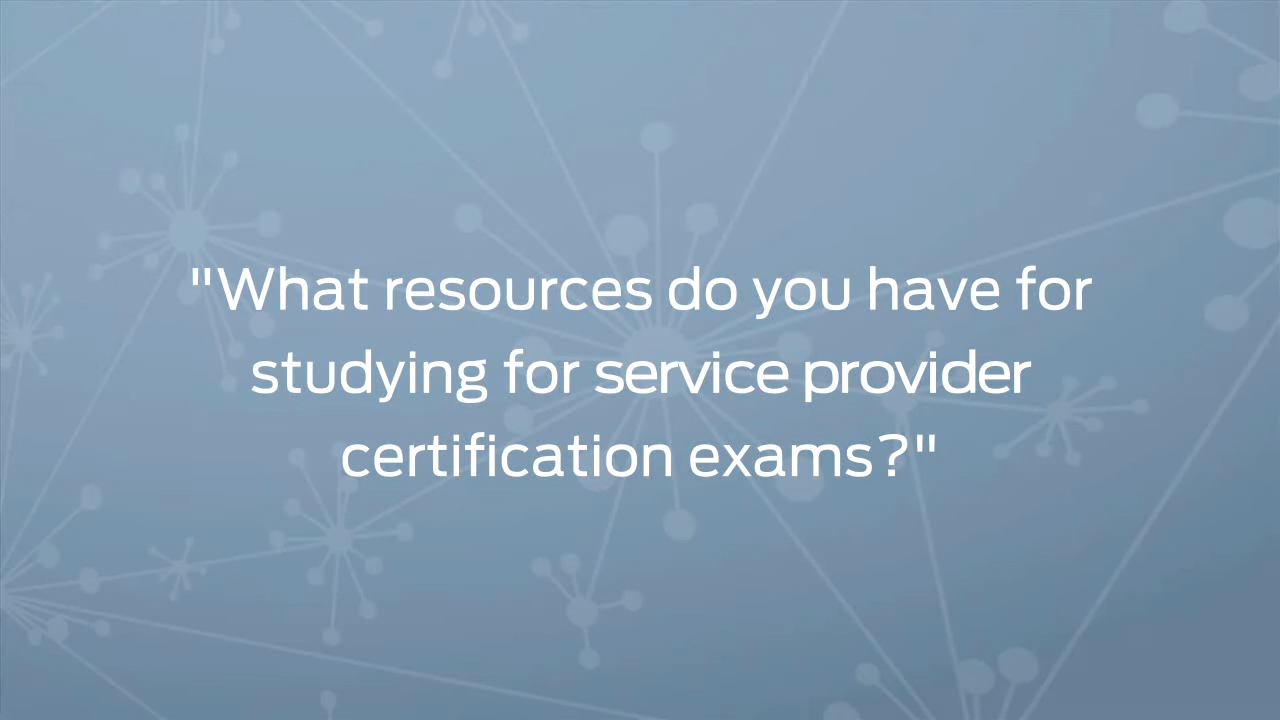 "What resources do you have for
studying for service provider
certification exams?"